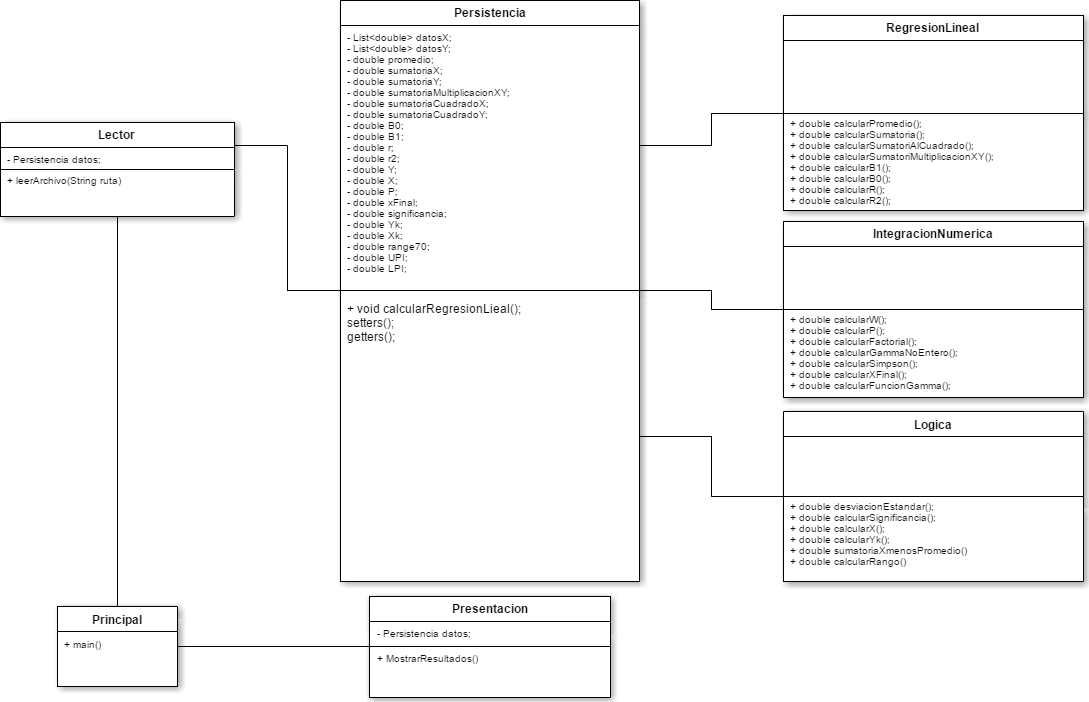 Persistencia
- List<double> datosX;
- List<double> datosY;
- double promedio;
- double sumatoriaX;
- double sumatoriaY;
- double sumatoriaMultiplicacionXY;
- double sumatoriaCuadradoX;
- double sumatoriaCuadradoY;
- double B0;
- double B1;
- double r;
- double r2;
- double Y;
- double X;
- double P;
- double xFinal;
- double significancia;
- double Yk;
- double Xk;
- double range70;
- double UPI;
- double LPI;
+ void calcularRegresionLieal();
setters();
getters();
RegresionLineal
+ double calcularPromedio();
+ double calcularSumatoria();
+ double calcularSumatoriAlCuadrado();
+ double calcularSumatoriMultiplicacionXY();
+ double calcularB1();
+ double calcularB0();
+ double calcularR();
+ double calcularR2();
Lector
- Persistencia datos;
+ leerArchivo(String ruta)
IntegracionNumerica
+ double calcularW();
+ double calcularP();
+ double calcularFactorial();
+ double calcularGammaNoEntero();
+ double calcularSimpson();
+ double calcularXFinal();
+ double calcularFuncionGamma();
Logica
+ double desviacionEstandar();
+ double calcularSignificancia();
+ double calcularX();
+ double calcularYk();
+ double sumatoriaXmenosPromedio()
+ double calcularRango()
Principal
+ main()
Presentacion
- Persistencia datos;
+ MostrarResultados()